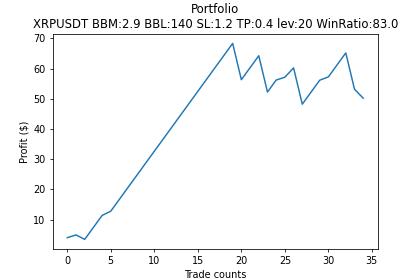 Portfolio
XRPUSDT BBM:2.9 BBL:140 SL:1.2 TP:0.4 lev:20 WinRatio:83.0
70
60
50
40
30
20
10
Profit ($)
0 5 10 15 20 25 30 35
Trade counts